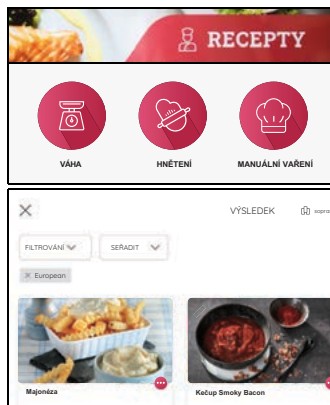 RECEPTY
VÁHA HNĚTENÍ MANUÁLNÍ VAŘENÍ
VÝSLEDEK
FILTROVÁNÍ SEŘADIT
× European
Majonéza Kečup Smoky Bacon